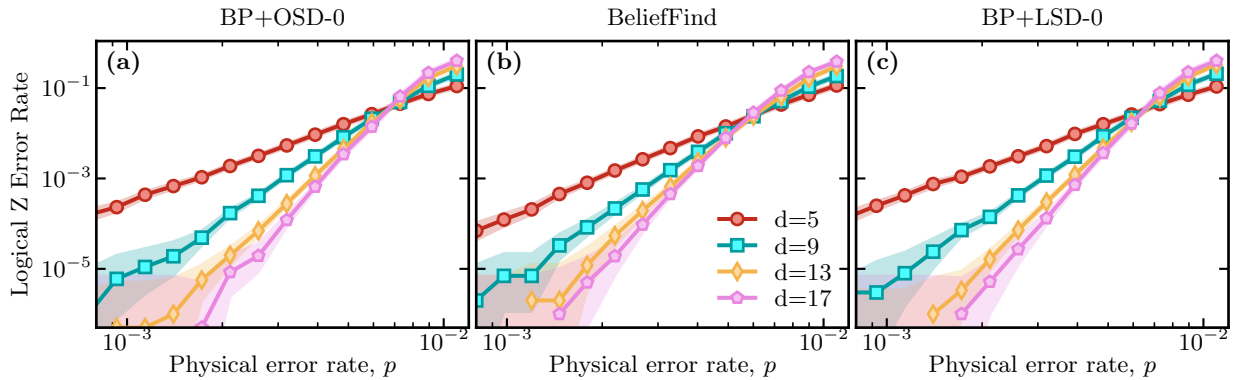 BP+OSD-0 BeliefFind BP+LSD-0
(a) (b) (c)
Logical Z Error Rate
10⁻¹
10⁻³
10⁻⁵
d=5
d=9
d=13
d=17
10⁻³ 10⁻² 10⁻³ 10⁻² 10⁻³ 10⁻²
Physical error rate, p Physical error rate, p Physical error rate, p